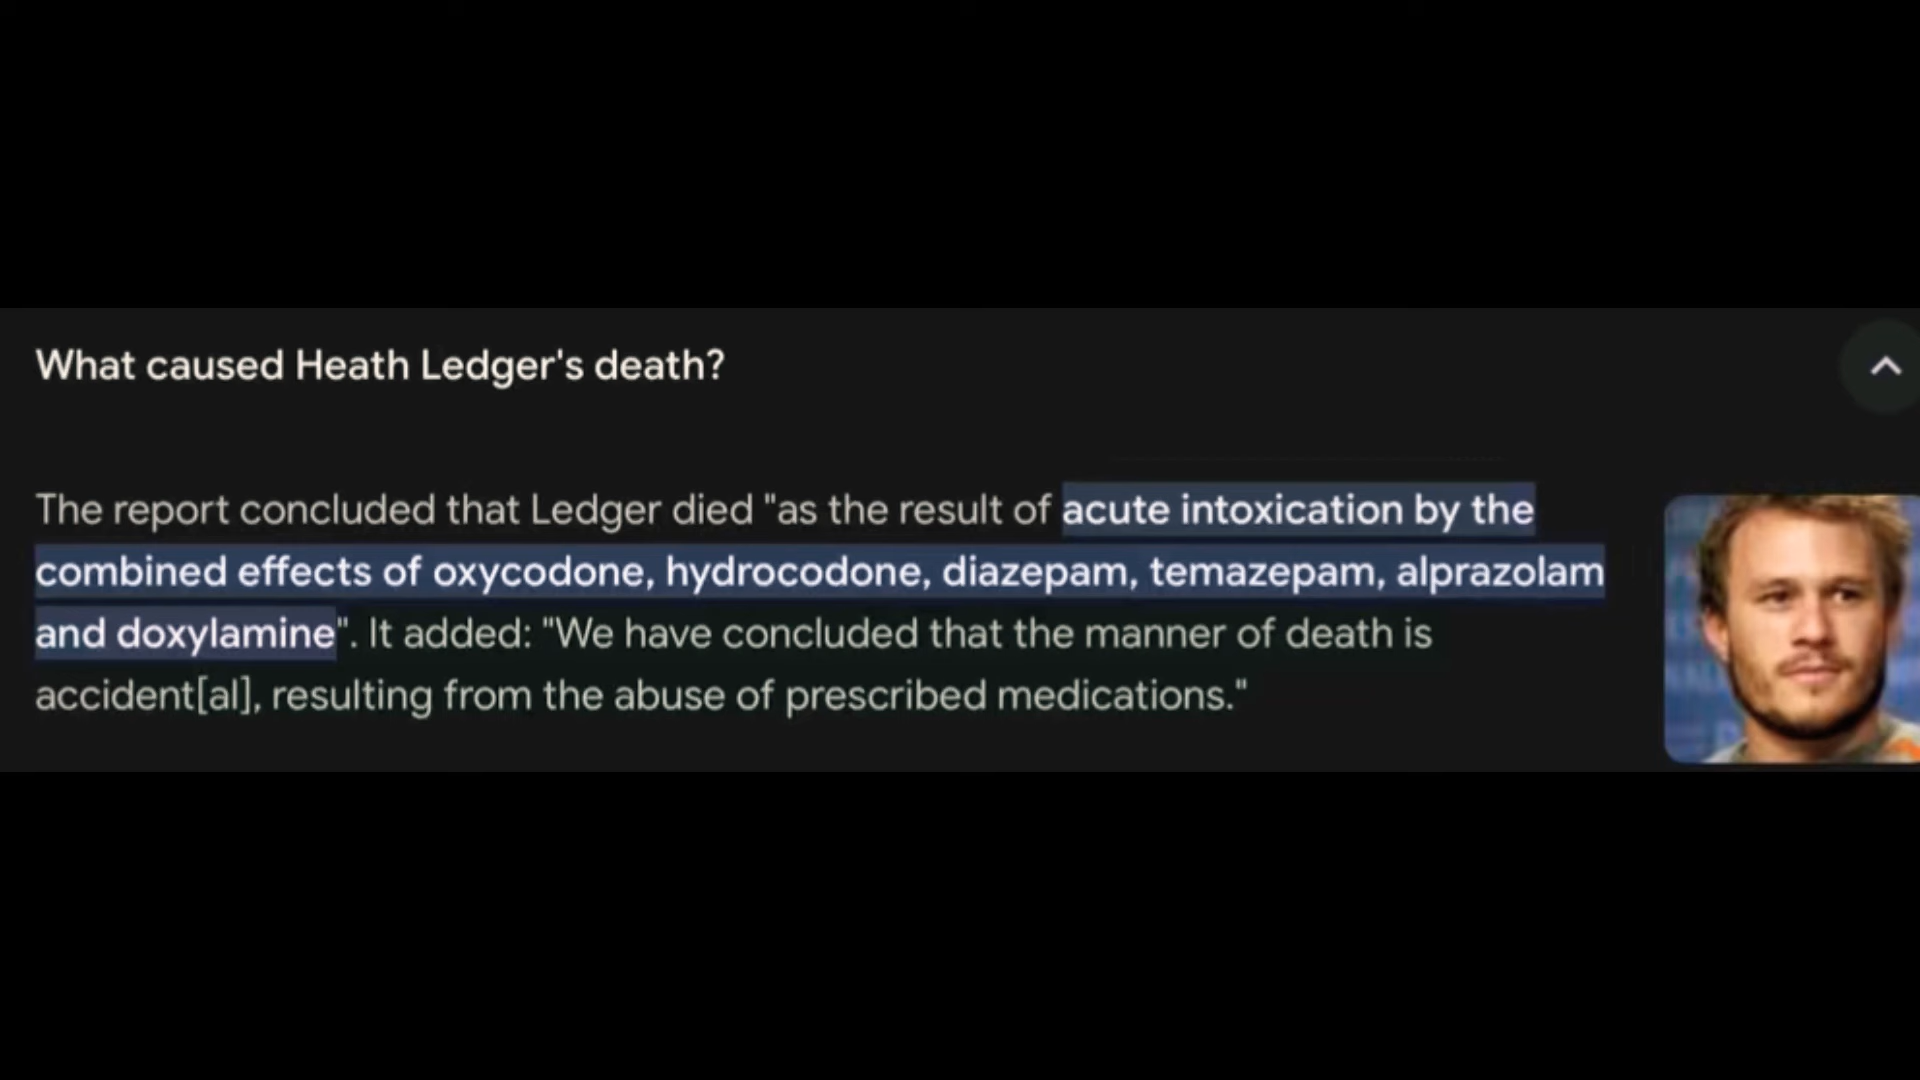 What caused Heath Ledger's death?
The report concluded that Ledger died "as the result of acute intoxication by the
combined effects of oxycodone, hydrocodone, diazepam, temazepam, alprazolam
and doxylamine". It added: "We have concluded that the manner of death is
accident[al], resulting from the abuse of prescribed medications."